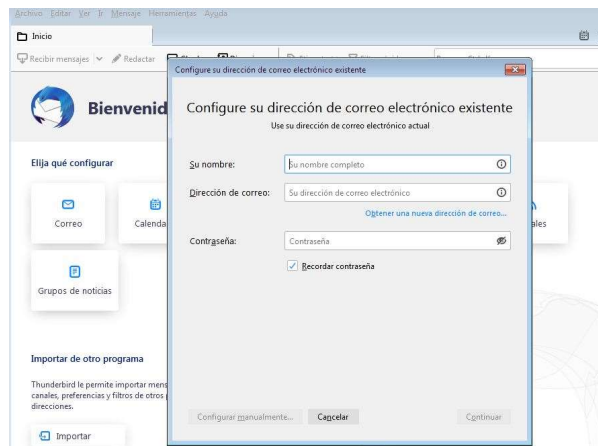 Archivo Editar Ver Ir Mensaje Herramientas Ayuda
Inicio
Recibir mensajes Redactar
Configure su dirección de correo electrónico existente
Bienvenid
Configure su dirección de correo electrónico existente
Use su dirección de correo electrónico actual
Elija qué configurar
Su nombre: Su nombre completo
Dirección de correo: Su dirección de correo electrónico
Obtener una nueva dirección de correo...
Correo Calenda ales
Contraseña: Contraseña
Recordar contraseña
Grupos de noticias
Importar de otro programa
Thunderbird le permite importar mens
canales, preferencias y filtros de otros p
direcciones.
Configurar manualmente... Cancelar Continuar
Importar